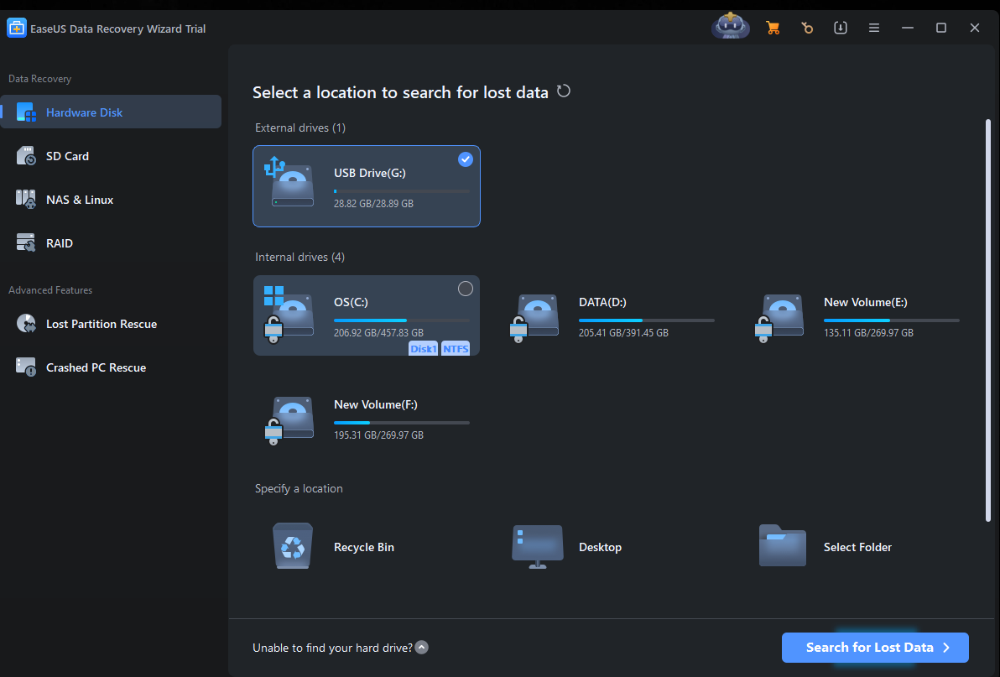 EaseUS Data Recovery Wizard Trial
Data Recovery
Hardware Disk
SD Card
NAS & Linux
RAID
Advanced Features
Lost Partition Rescue
Crashed PC Rescue
Select a location to search for lost data
External drives (1)
USB Drive(G:)
28.82 GB/28.89 GB
Internal drives (4)
OS(C:)
206.92 GB/457.83 GB
Disk1 NTFS
DATA(D:)
205.41 GB/391.45 GB
New Volume(E:)
135.11 GB/269.97 GB
New Volume(F:)
195.31 GB/269.97 GB
Specify a location
Recycle Bin
Desktop
Select Folder
Unable to find your hard drive?
Search for Lost Data